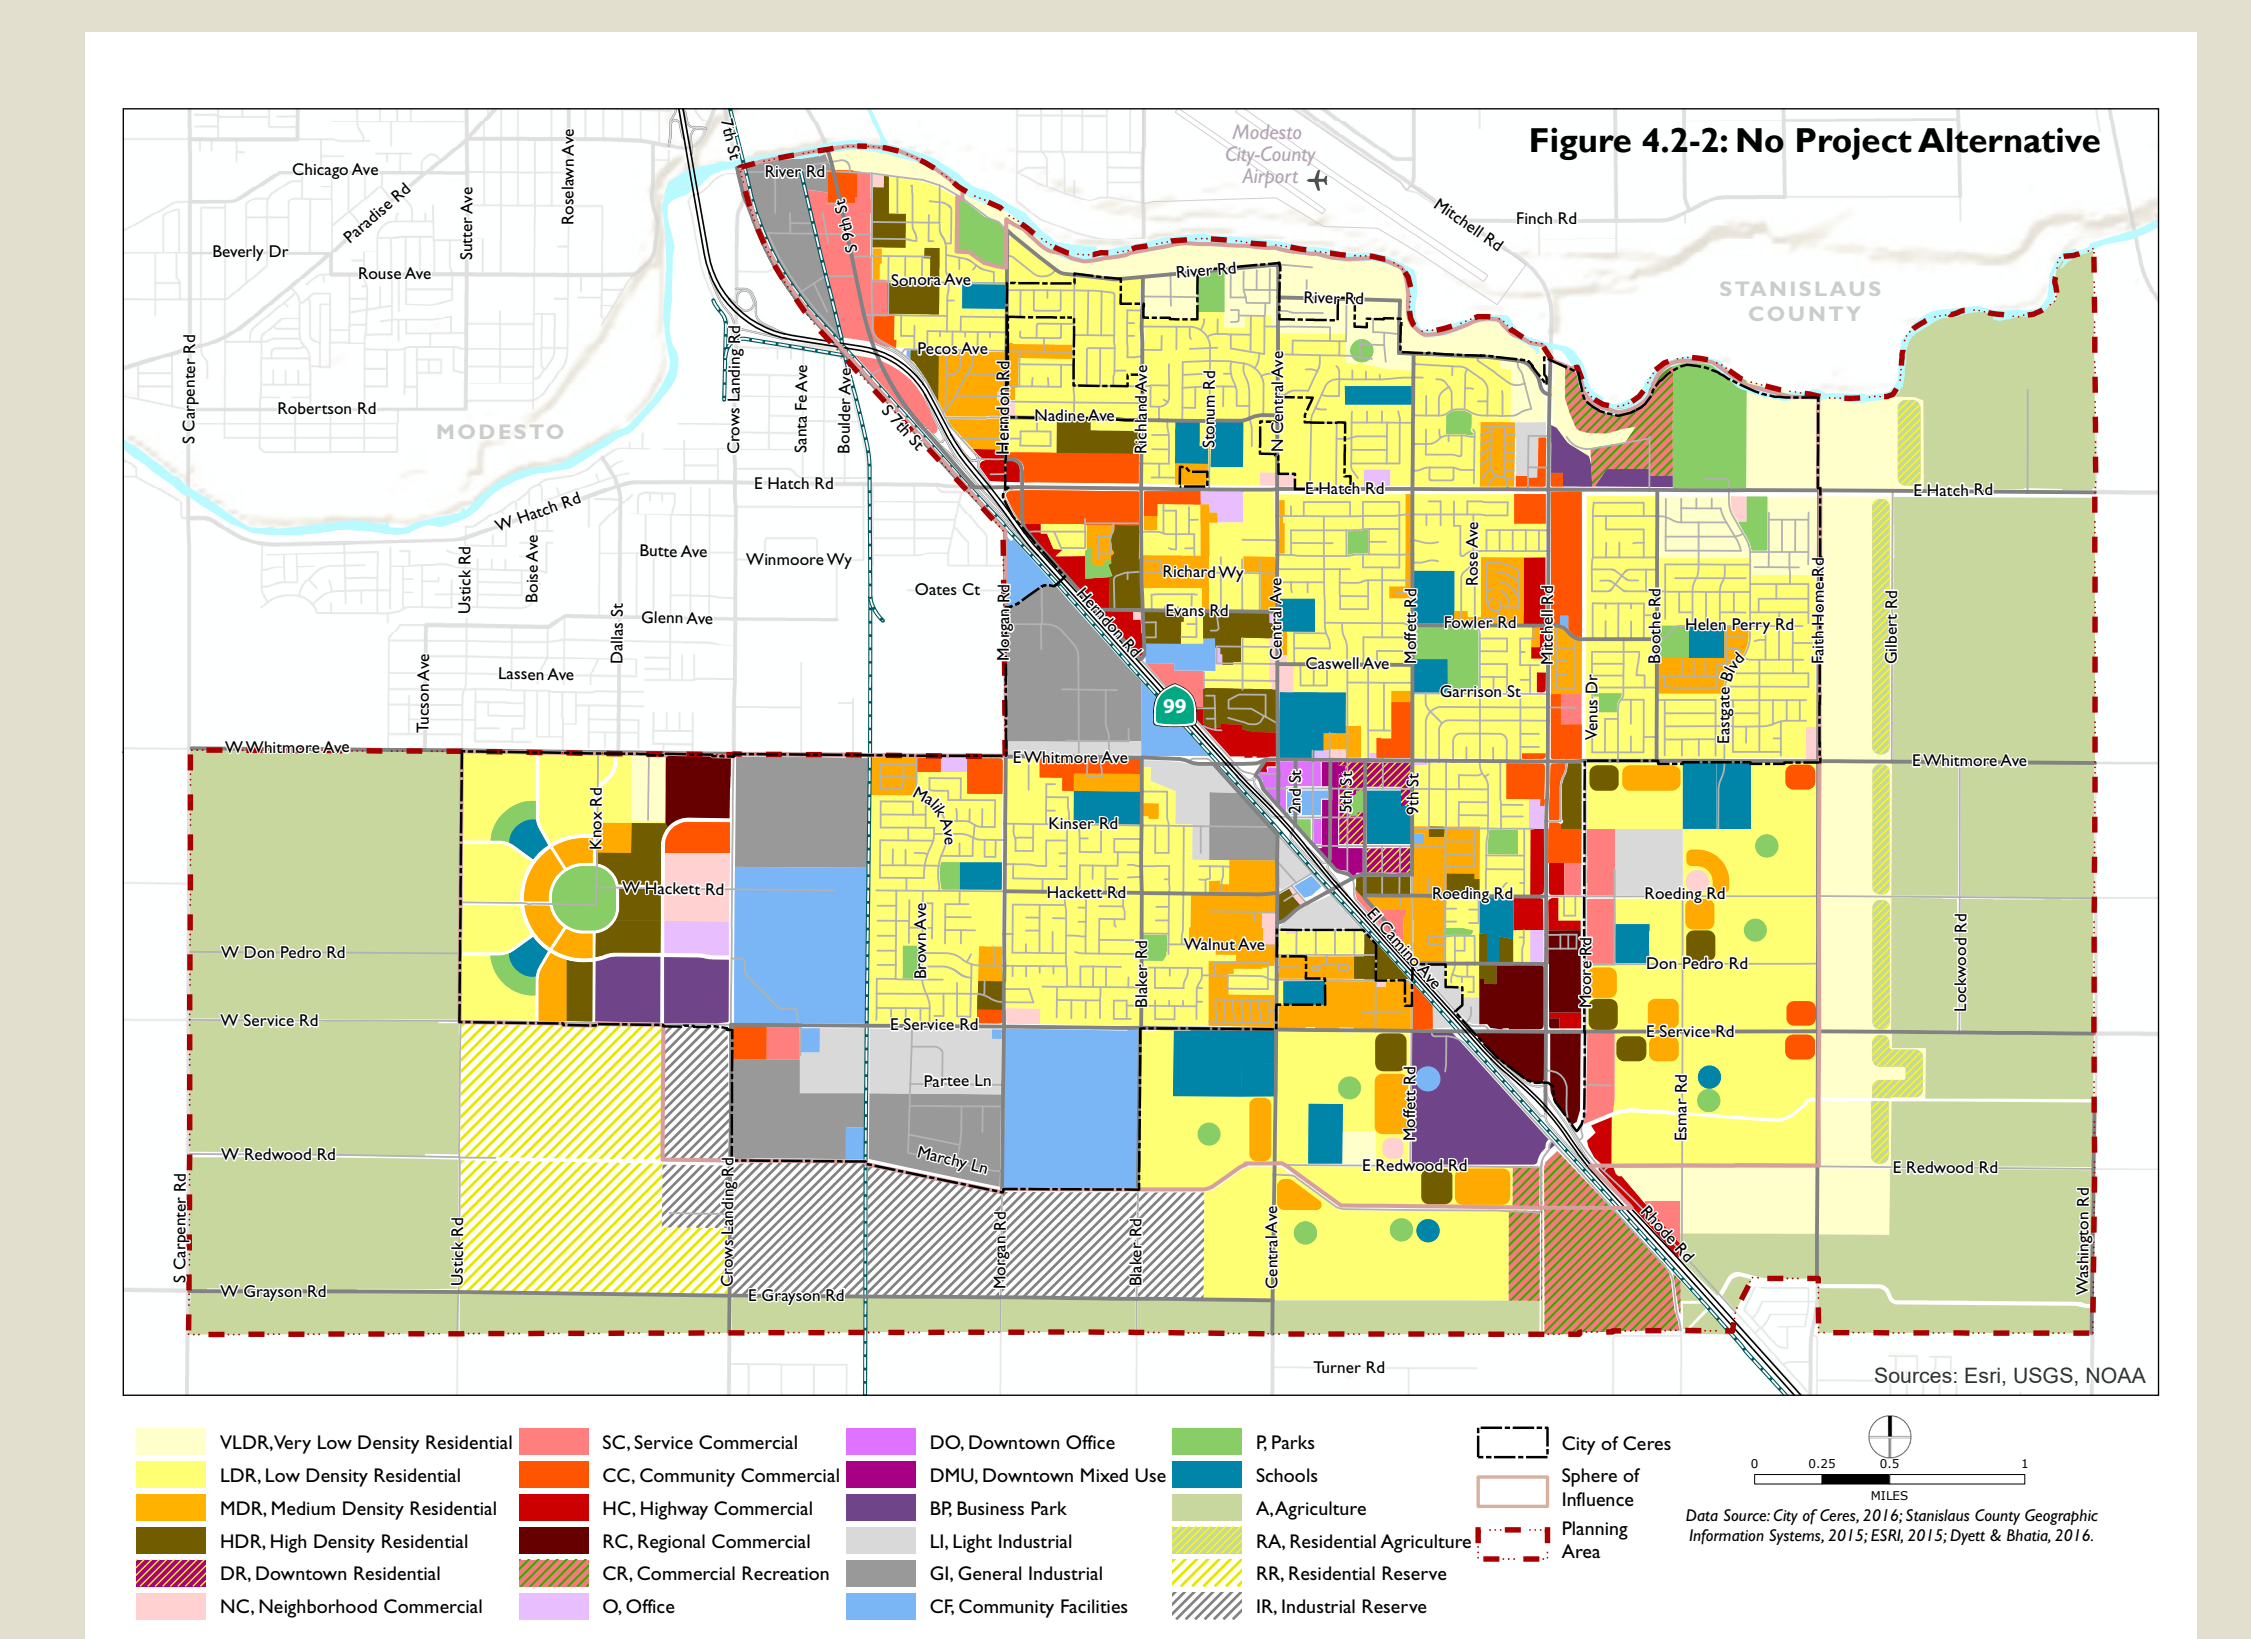 Figure 4.2-2: No Project Alternative
Modesto
City-County
Airport
7th St
River Rd
Chicago Ave
Paradise Rd
Sutter Ave
Roselawn Ave
Beverly Dr
Rouse Ave
S 9th St
Mitchell Rd
Finch Rd
STANISLAUS
COUNTY
Sonora Ave
River Rd
River Rd
S Carpenter Rd
Robertson Rd
MODESTO
Crows Landing Rd
Santa Fe Ave
Boulder Ave
S 7th St
Pecos Ave
Herndon Rd
Nadine Ave
Richland Ave
Stonum Rd
N Central Ave
E Hatch Rd
E Hatch Rd
E Hatch Rd
W Hatch Rd
Ustick Rd
Boise Ave
Butte Ave
Winmoore Wy
Oates Ct
Dallas St
Glenn Ave
Lassen Ave
Tucson Ave
Morgan Rd
Herndon Rd
Richard Wy
Evans Rd
Central Ave
Caswell Ave
Moffett Rd
Rose Ave
Fowler Rd
Garrison St
Mitchell Rd
Venus Dr
Boothe Rd
Helen Perry Rd
Eastgate Blvd
Faith Home Rd
Gilbert Rd
99
W Whitmore Ave
E Whitmore Ave
E Whitmore Ave
Knox Rd
Malik Ave
Kinser Rd
2nd St
5th St
9th St
W Hackett Rd
Hackett Rd
Roeding Rd
Roeding Rd
Brown Ave
Blaker Rd
Walnut Ave
El Camino Ave
Moore Rd
Lockwood Rd
W Don Pedro Rd
Don Pedro Rd
W Service Rd
E Service Rd
E Service Rd
Partee Ln
Marchy Ln
Moffett Rd
Esmar Rd
W Redwood Rd
E Redwood Rd
E Redwood Rd
S Carpenter Rd
Ustick Rd
Crows Landing Rd
Morgan Rd
Blaker Rd
Central Ave
Rhode Rd
Washington Rd
W Grayson Rd
E Grayson Rd
Turner Rd
Sources: Esri, USGS, NOAA
VLDR, Very Low Density Residential
LDR, Low Density Residential
MDR, Medium Density Residential
HDR, High Density Residential
DR, Downtown Residential
NC, Neighborhood Commercial
SC, Service Commercial
CC, Community Commercial
HC, Highway Commercial
RC, Regional Commercial
CR, Commercial Recreation
O, Office
DO, Downtown Office
DMU, Downtown Mixed Use
BP, Business Park
LI, Light Industrial
GI, General Industrial
CF, Community Facilities
P, Parks
Schools
A, Agriculture
RA, Residential Agriculture
RR, Residential Reserve
IR, Industrial Reserve
City of Ceres
Sphere of
Influence
Planning
Area
0 0.25 0.5 1
MILES
Data Source: City of Ceres, 2016; Stanislaus County Geographic
Information Systems, 2015; ESRI, 2015; Dyett & Bhatia, 2016.